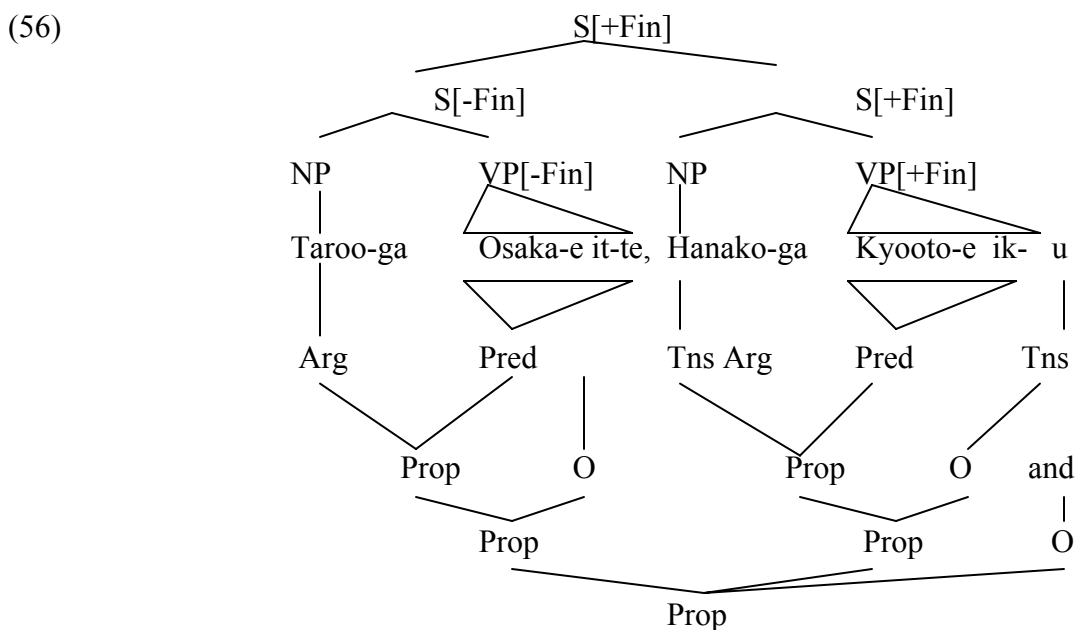 (56) S[+Fin]
S[-Fin] S[+Fin]
NP VP[-Fin] NP VP[+Fin]
Taroo-ga Osaka-e it-te, Hanako-ga Kyooto-e ik- u
Arg Pred Tns Arg Pred Tns
Prop O Prop O and
Prop Prop O
Prop